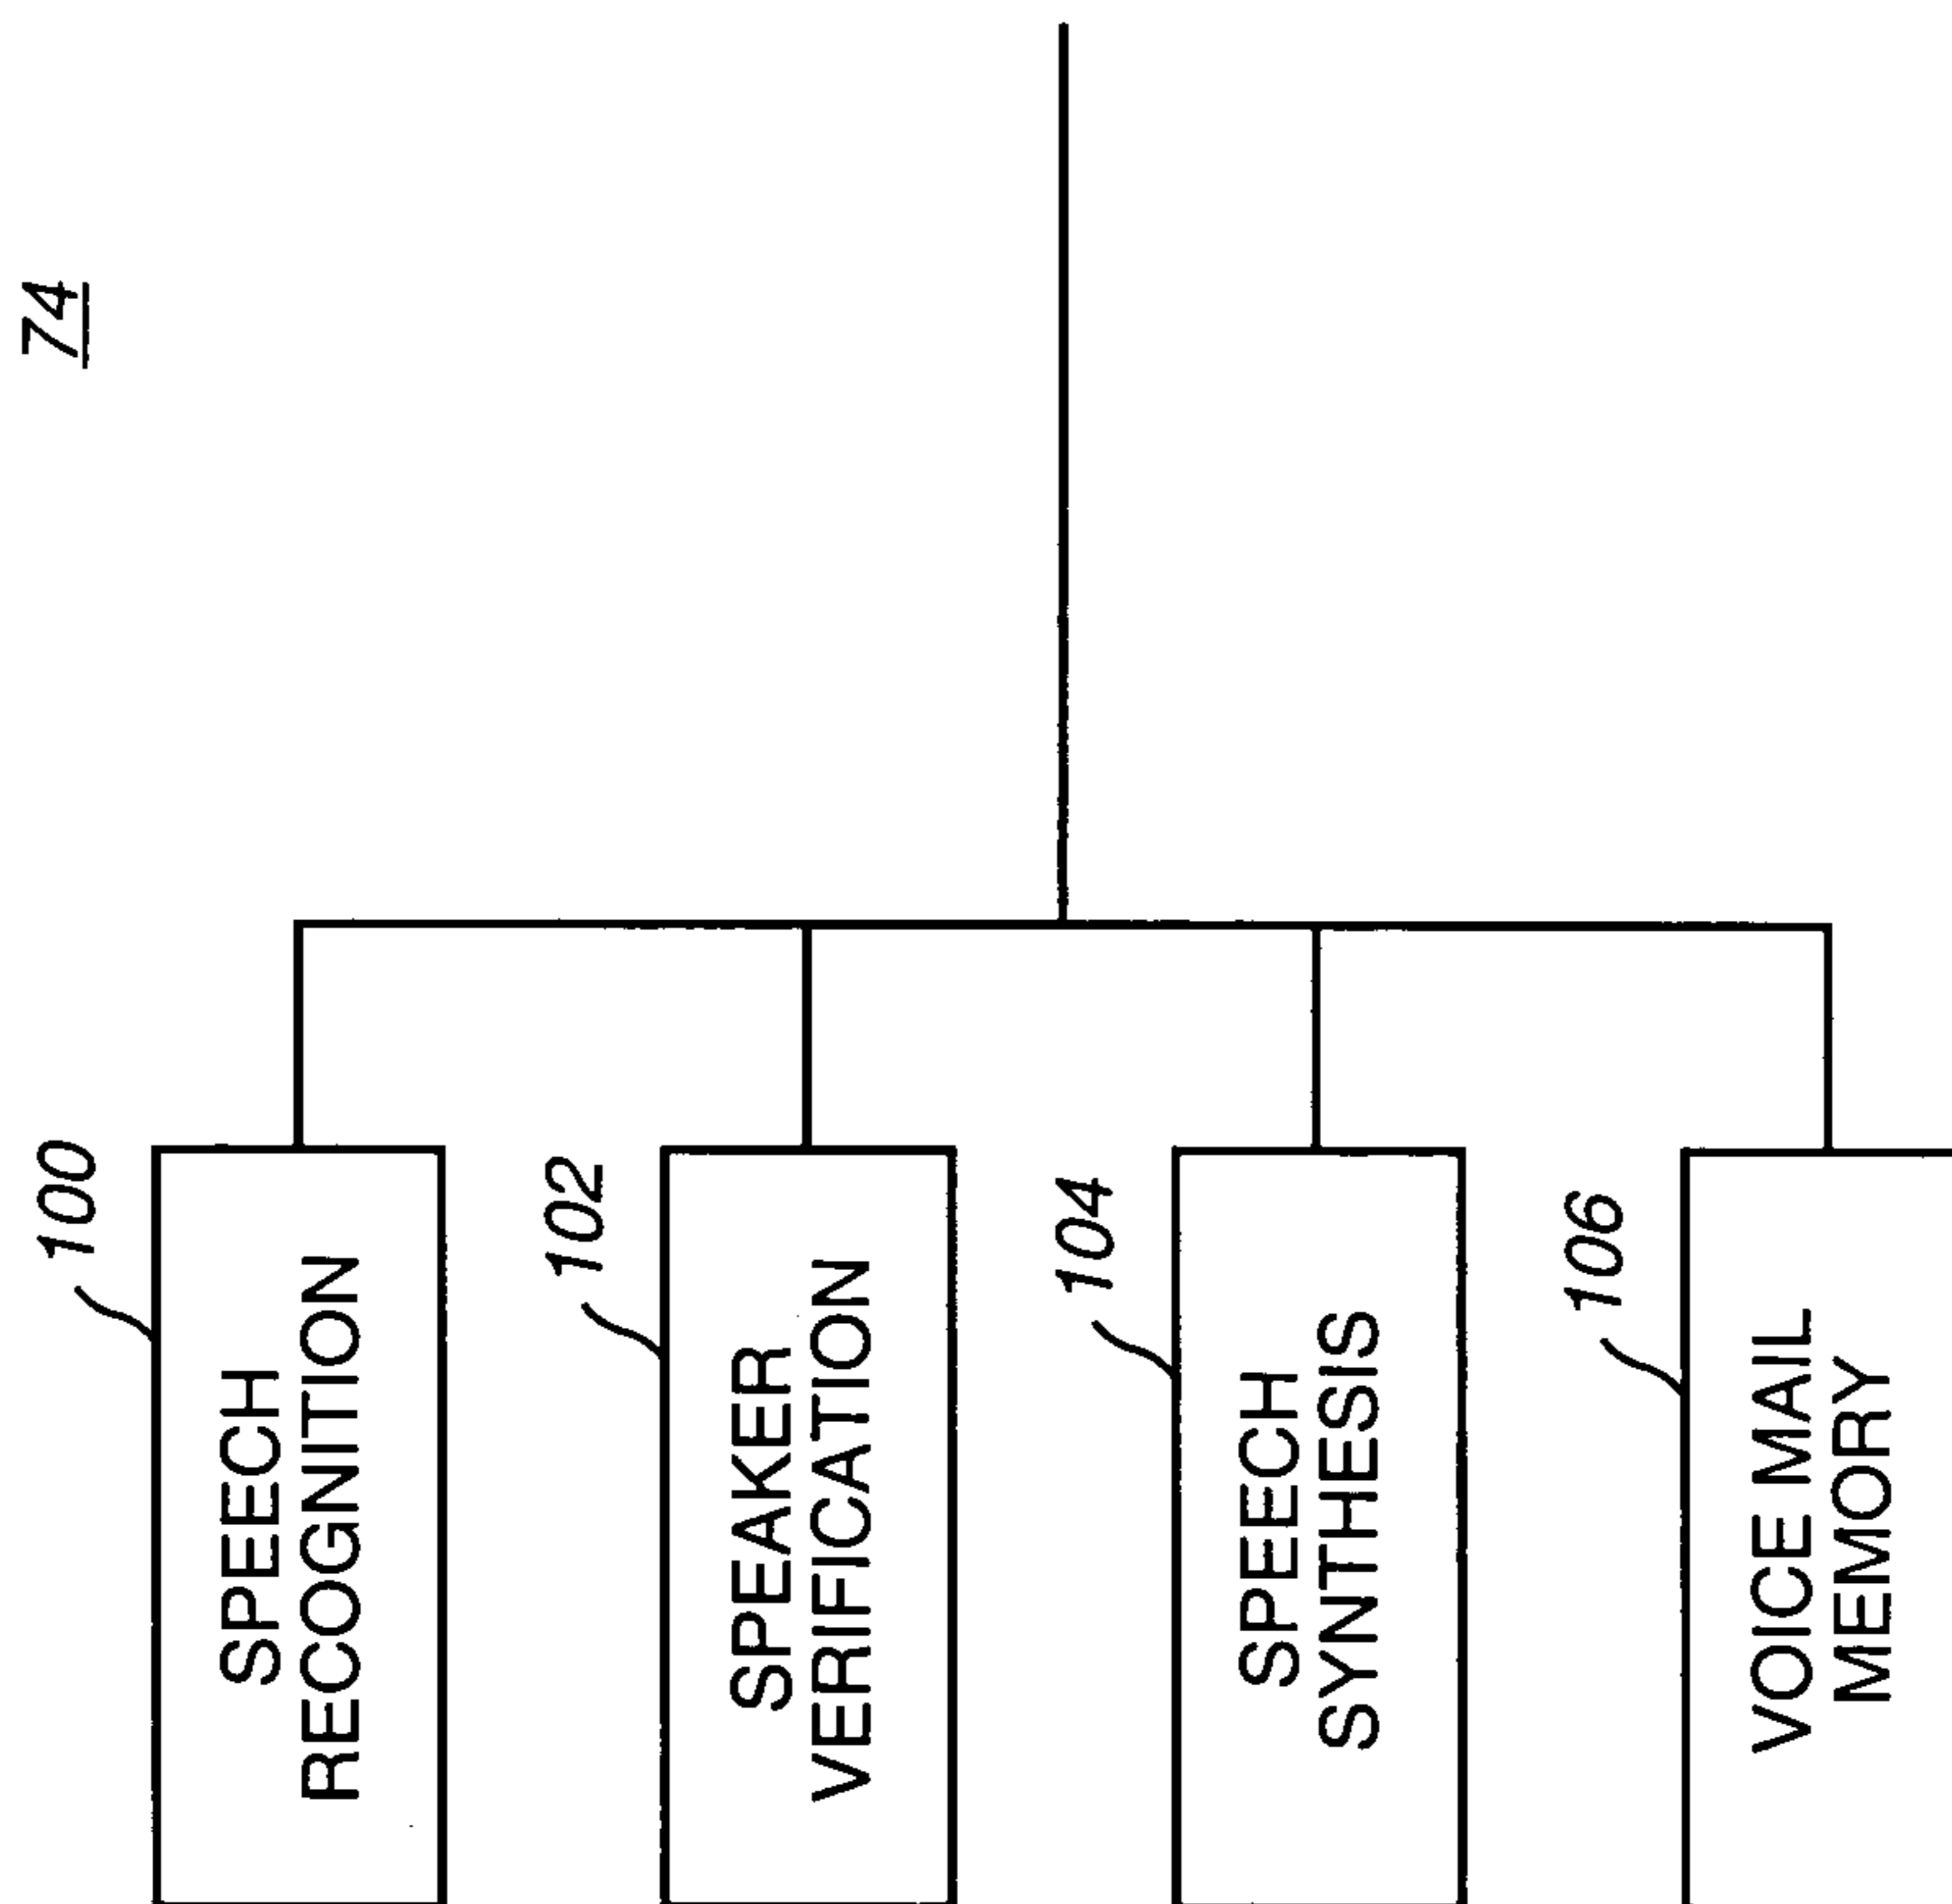 74
100
SPEECH
RECOGNITION
102
SPEAKER
VERIFICATION
104
SPEECH
SYNTHESIS
106
VOICE MAIL
MEMORY